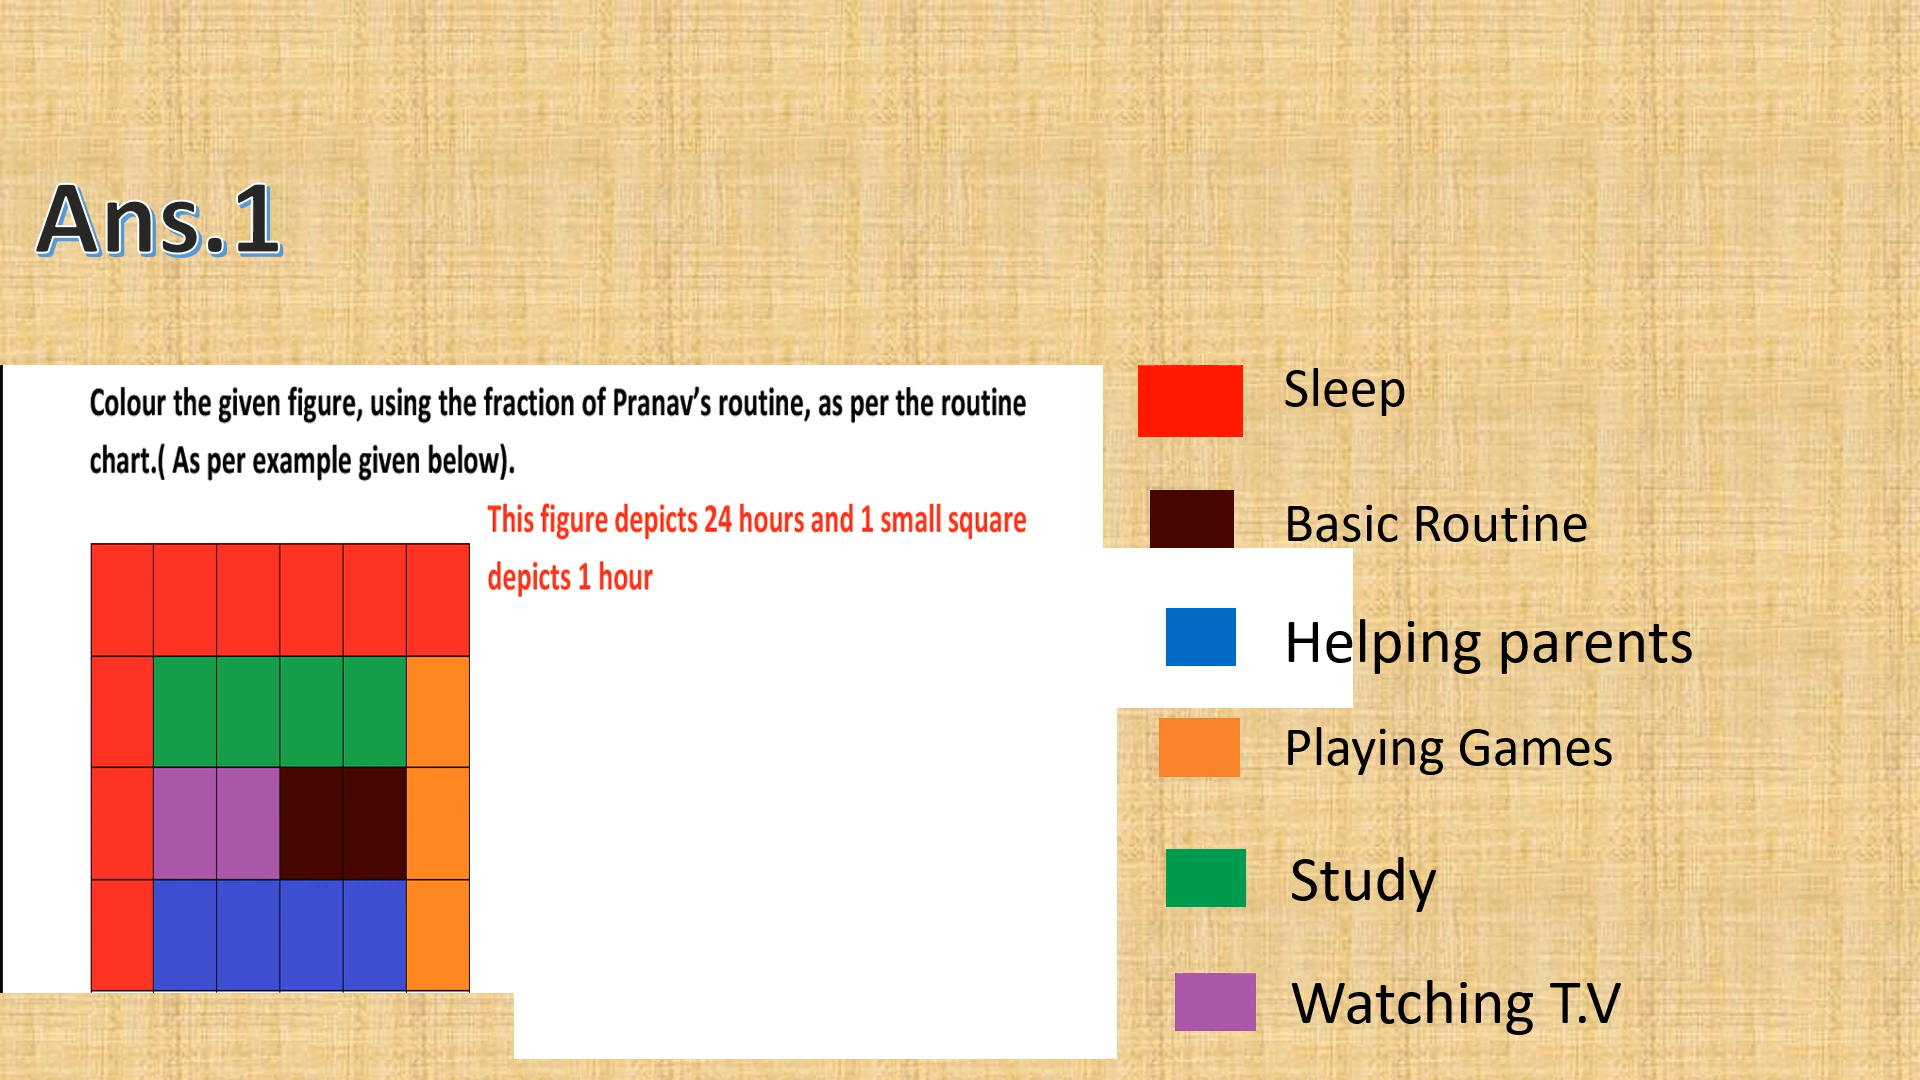 Ans.1
Colour the given figure, using the fraction of Pranav’s routine, as per the routine
chart.( As per example given below).
This figure depicts 24 hours and 1 small square
depicts 1 hour
Sleep
Basic Routine
Helping parents
Playing Games
Study
Watching T.V